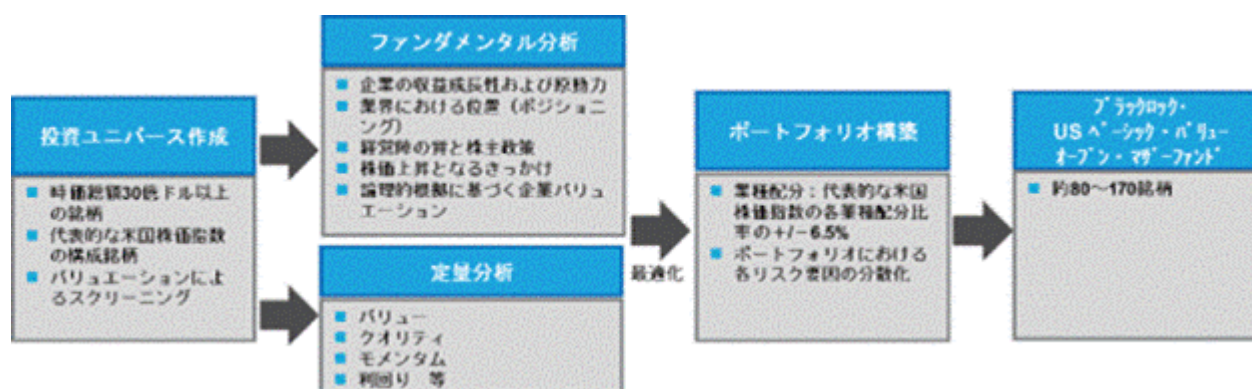 投資ユニバース作成
時価総額30億ドル以上
の銘柄
代表的な米国株価指数
の構成銘柄
バリュエーションによ
るスクリーニング
ファンダメンタル分析
企業の収益成長性および原動力
業界における位置（ポジショニ
ング）
経営陣の質と株主政策
株価上昇となるきっかけ
論理的根拠に基づく企業バリュ
エーション
定量分析
バリュー
クオリティ
モメンタム
利回り 等
最適化
ポートフォリオ構築
業種配分：代表的な米国
株価指数の各業種配分比
率の+/−6.5%
ポートフォリオにおける
各リスク要因の分散化
ﾌﾞﾗｯｸﾛｯｸ・
US ﾍﾞｰｼｯｸ・ﾊﾞﾘｭｰ
ｵｰﾌﾟﾝ・ﾏｻﾞｰﾌｧﾝﾄﾞ
約80～170銘柄